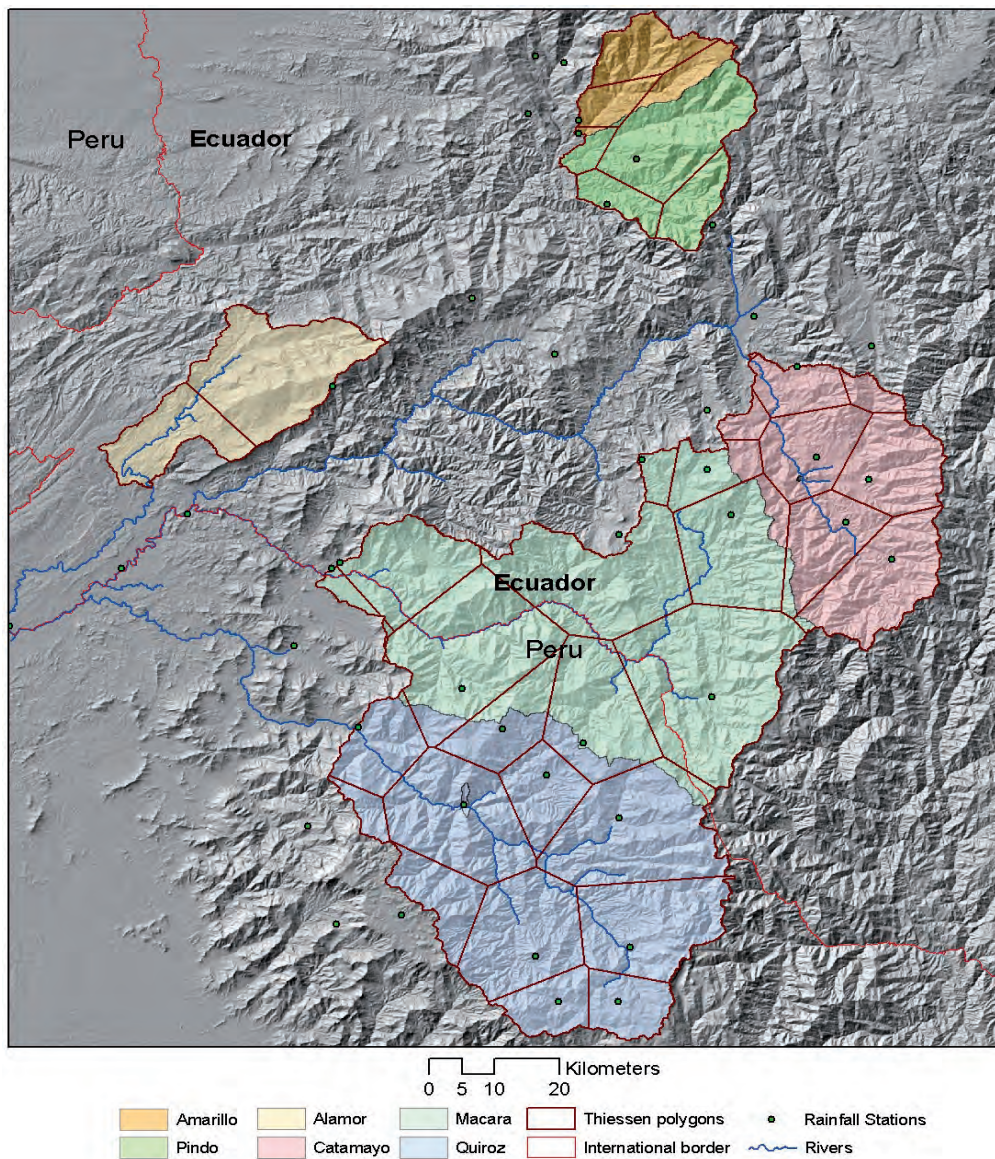 Peru Ecuador
Ecuador
Peru
Kilometers
0 5 10 20
Amarillo Alamor Macara Thiessen polygons Rainfall Stations
Pindo Catamayo Quiroz International border Rivers